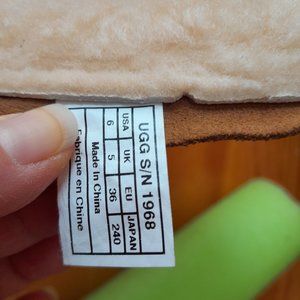 UGG S/N 1968
USA UK EU JAPAN
6 5 36 240
Made In China
Fabrique en Chine